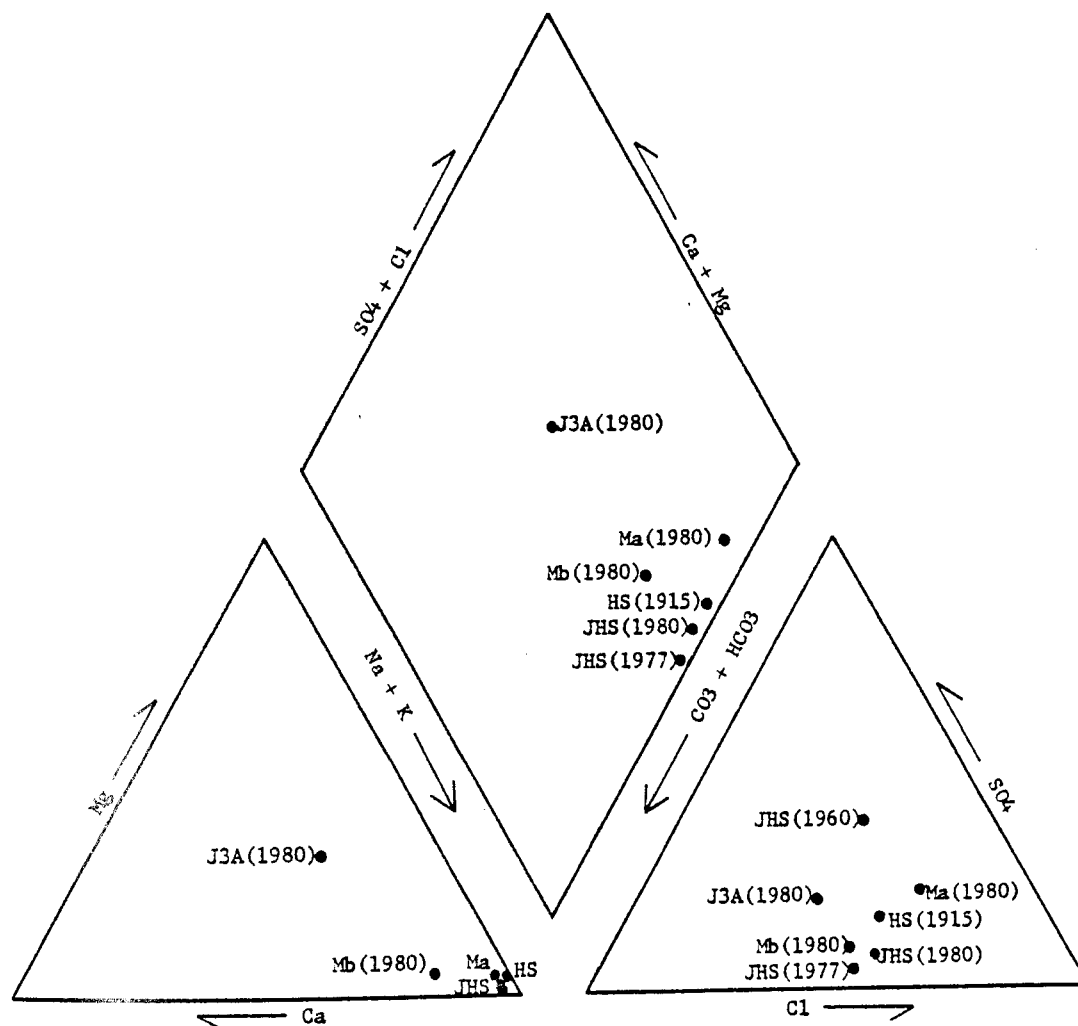 SO4 + Cl
Ca + Mg
J3A(1980)
Ma(1980)
Mb(1980)
HS(1915)
JHS(1980)
JHS(1977)
Na + K
CO3 + HCO3
Mg
J3A(1980)
Mb(1980)
Ma
HS
JHS
Ca
SO4
JHS(1960)
J3A(1980)
Ma(1980)
HS(1915)
Mb(1980)
JHS(1980)
JHS(1977)
Cl